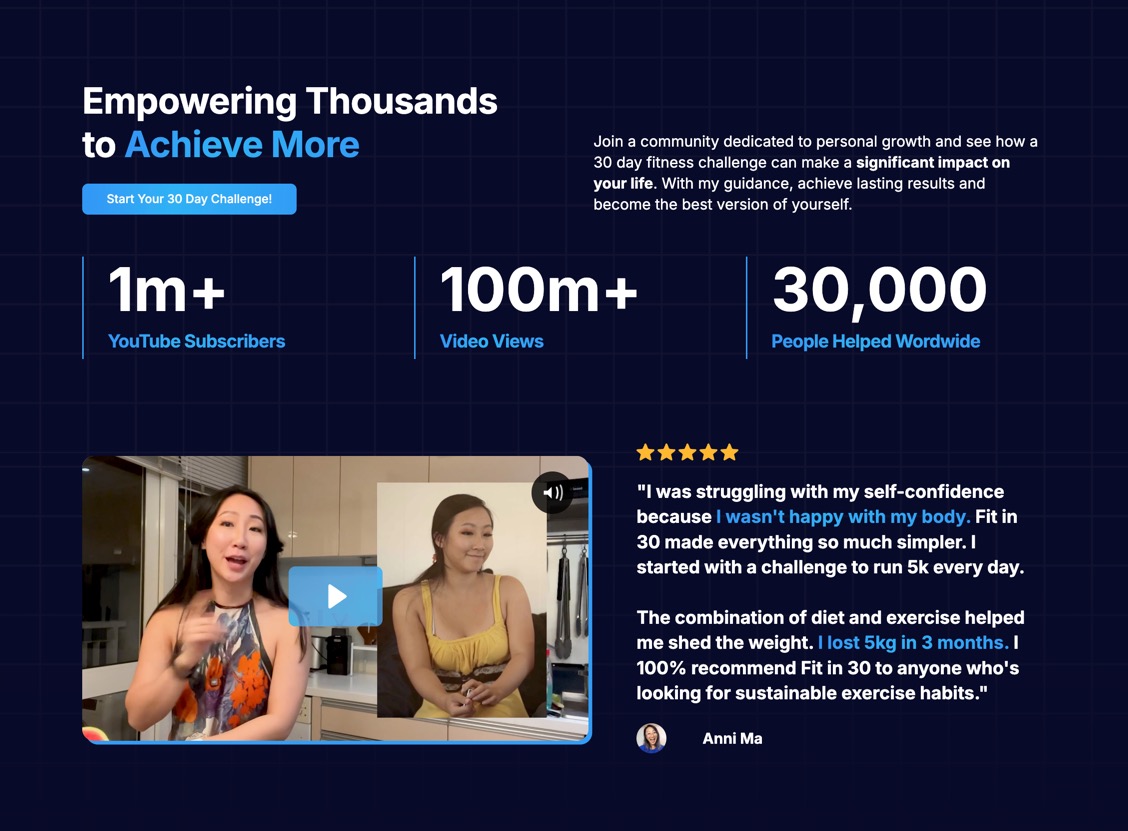 Empowering Thousands
to Achieve More
Start Your 30 Day Challenge!
Join a community dedicated to personal growth and see how a
30 day fitness challenge can make a significant impact on
your life. With my guidance, achieve lasting results and
become the best version of yourself.
1m+
YouTube Subscribers
100m+
Video Views
30,000
People Helped Wordwide
"I was struggling with my self-confidence
because I wasn't happy with my body. Fit in
30 made everything so much simpler. I
started with a challenge to run 5k every day.
The combination of diet and exercise helped
me shed the weight. I lost 5kg in 3 months. I
100% recommend Fit in 30 to anyone who's
looking for sustainable exercise habits."
Anni Ma